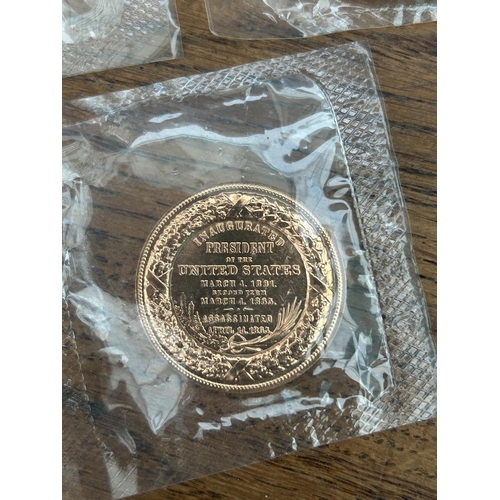 INAUGURATED
PRESIDENT
OF THE
UNITED STATES
MARCH 4, 1861.
SECOND TERM
MARCH 4, 1865.
ASSASSINATED
APRIL 14, 1865.